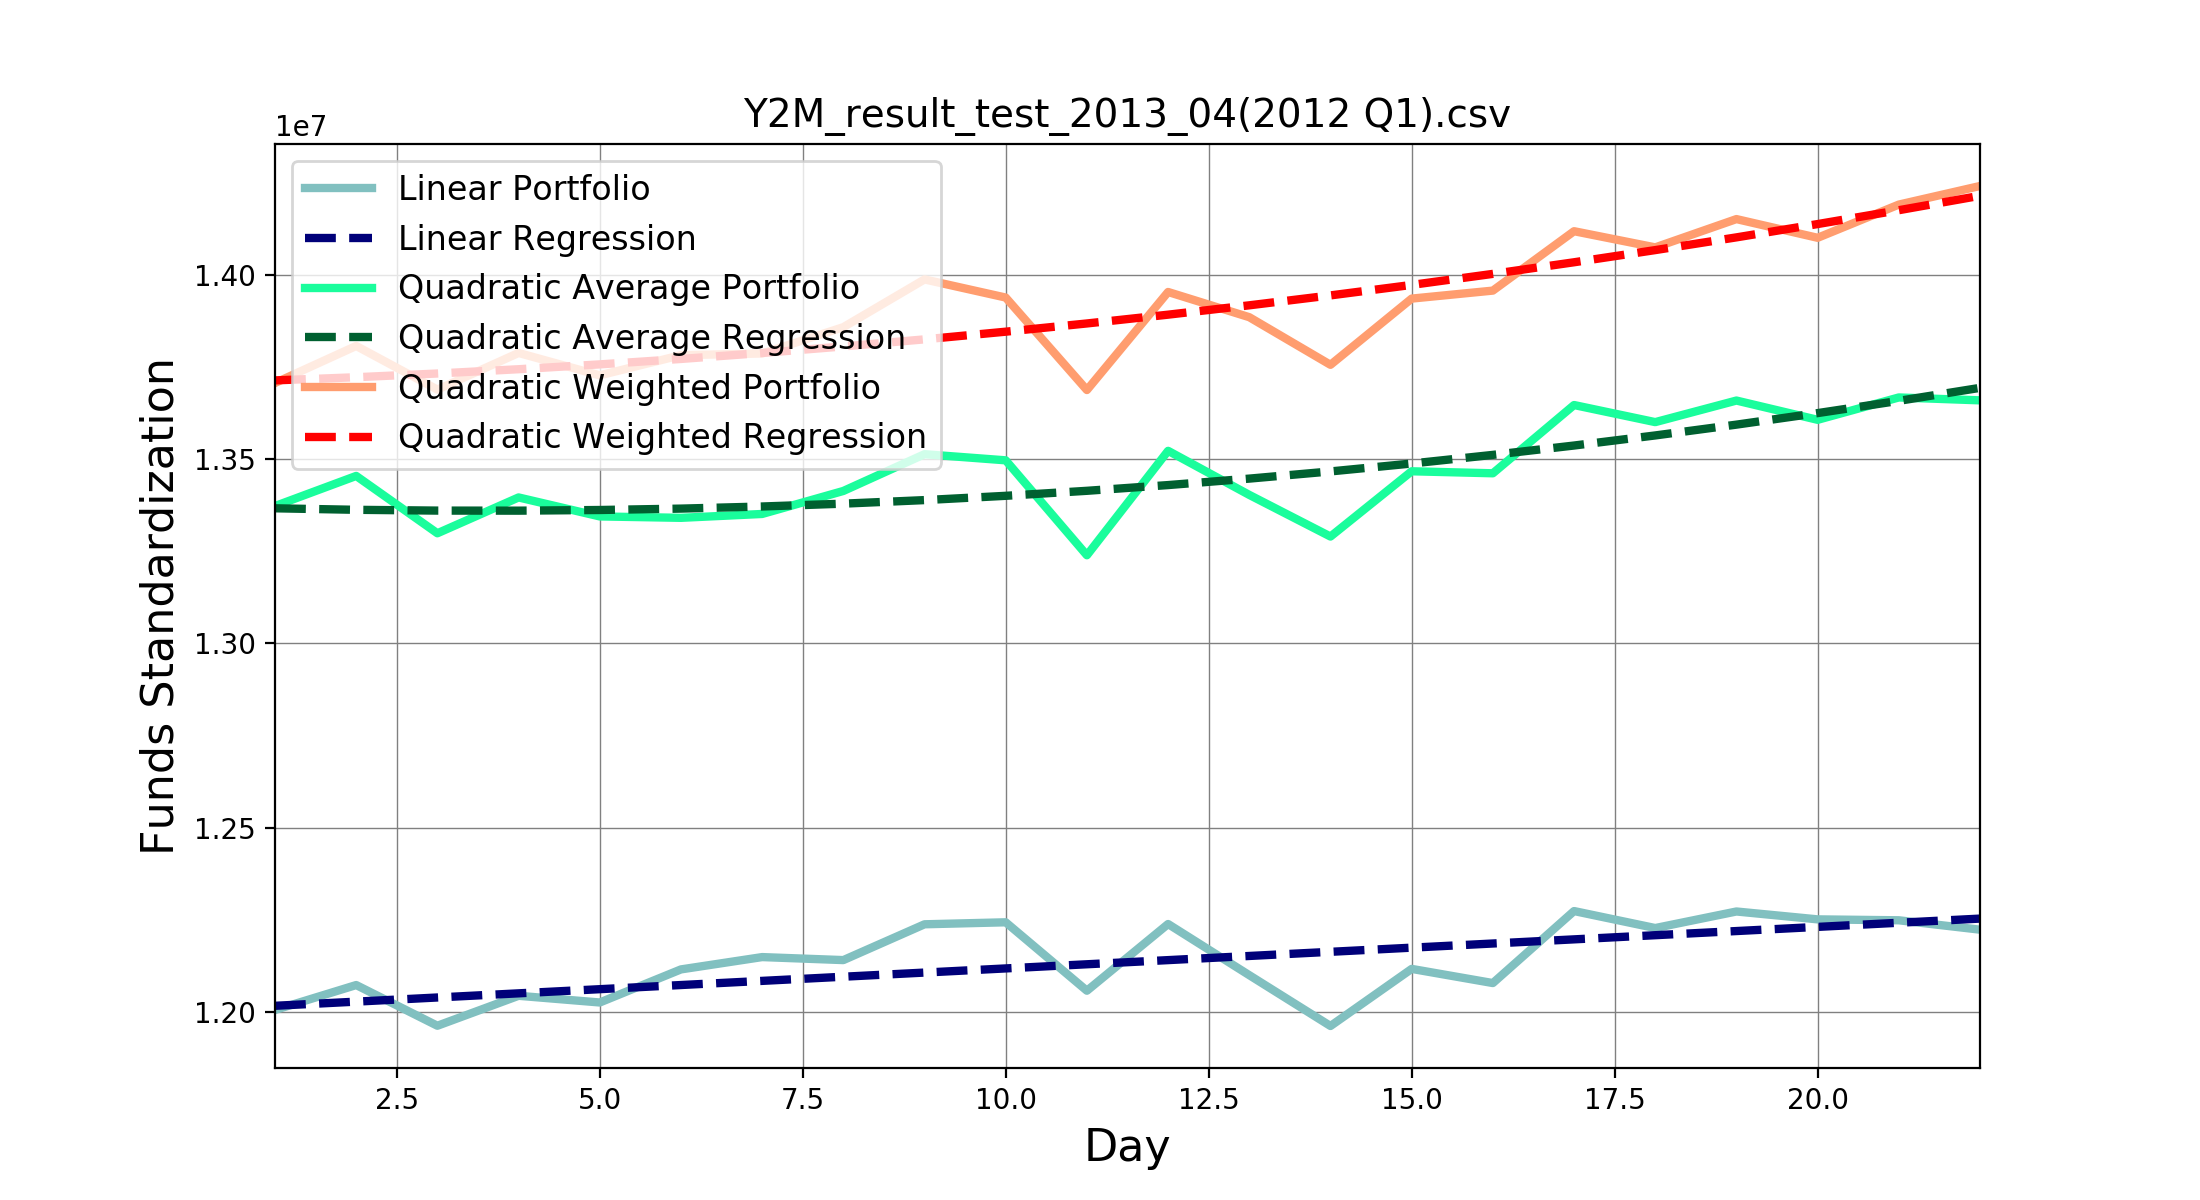 Y2M_result_test_2013_04(2012 Q1).csv
1e7
Linear Portfolio
Linear Regression
Quadratic Average Portfolio
Quadratic Average Regression
Quadratic Weighted Portfolio
Quadratic Weighted Regression
Funds Standardization
1.40
1.35
1.30
1.25
1.20
2.5 5.0 7.5 10.0 12.5 15.0 17.5 20.0
Day